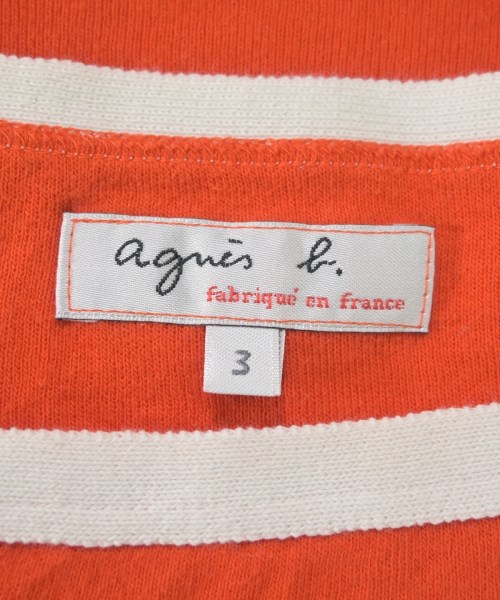 agnès b.
fabriqué en france
3